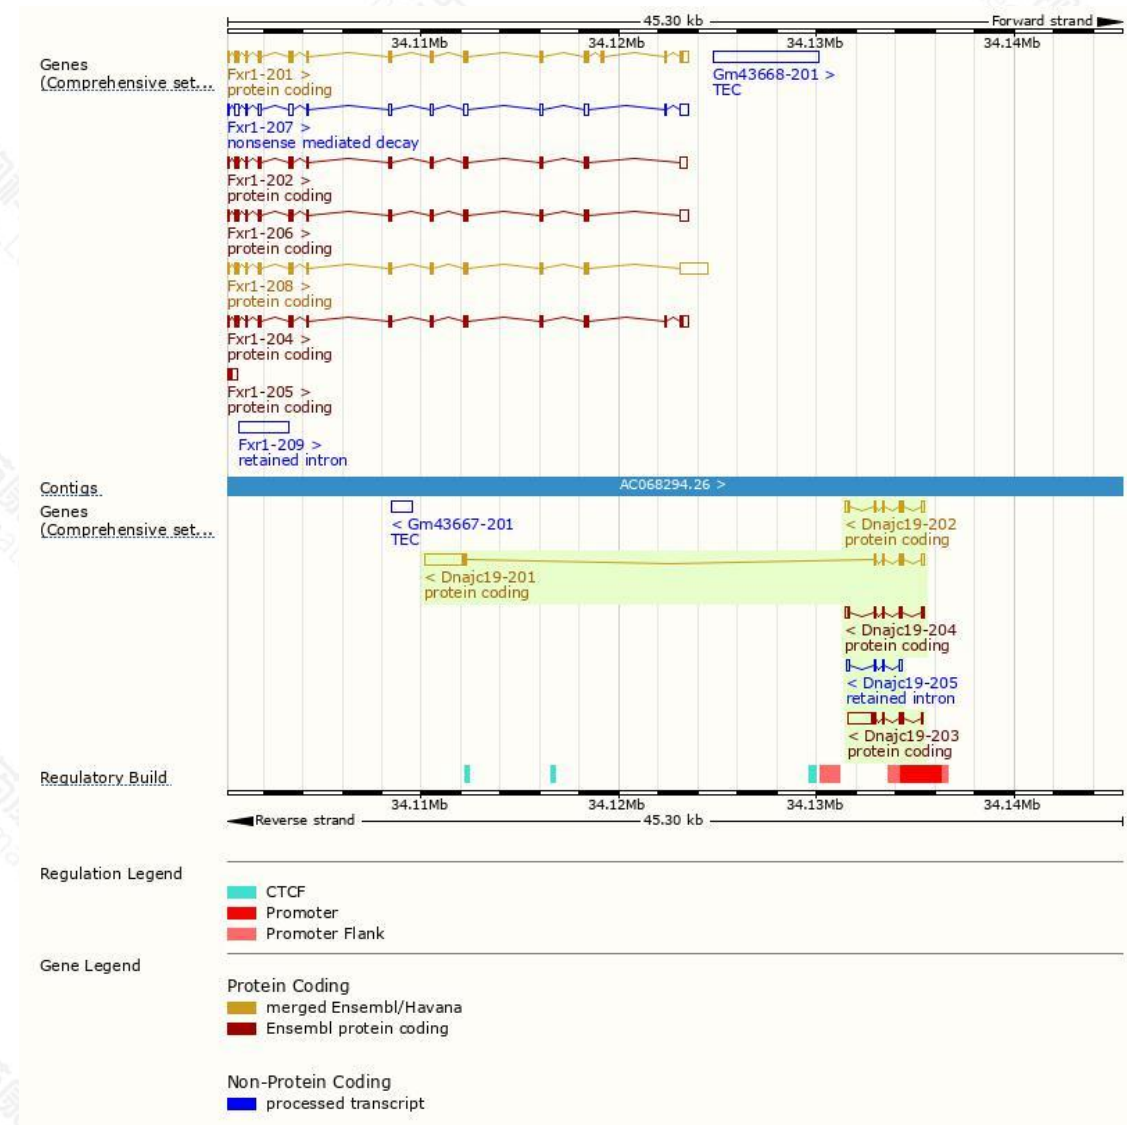 45.30 kb Forward strand
34.11Mb 34.12Mb 34.13Mb 34.14Mb
Genes
(Comprehensive set...
Fxr1-201 >
protein coding
Gm43668-201 >
TEC
Fxr1-207 >
nonsense mediated decay
Fxr1-202 >
protein coding
Fxr1-206 >
protein coding
Fxr1-208 >
protein coding
Fxr1-204 >
protein coding
Fxr1-205 >
protein coding
Fxr1-209 >
retained intron
Contigs
AC068294.26 >
Genes
(Comprehensive set...
< Gm43667-201
TEC
< Dnajc19-202
protein coding
< Dnajc19-201
protein coding
< Dnajc19-204
protein coding
< Dnajc19-205
retained intron
< Dnajc19-203
protein coding
Regulatory Build
34.11Mb 34.12Mb 34.13Mb 34.14Mb
Reverse strand 45.30 kb
Regulation Legend
CTCF
Promoter
Promoter Flank
Gene Legend
Protein Coding
merged Ensembl/Havana
Ensembl protein coding
Non-Protein Coding
processed transcript